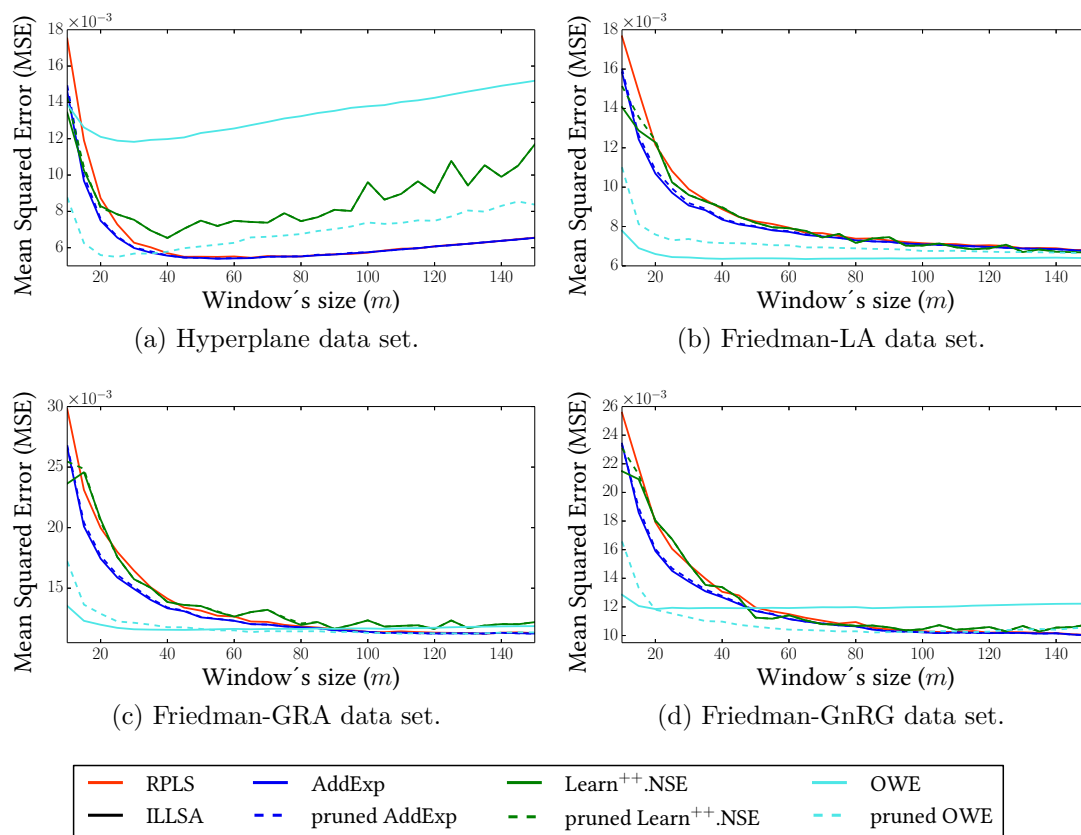 ×10⁻³
18
16
14
12
10
8
6
20 40 60 80 100 120 140
Mean Squared Error (MSE)
Window´s size (m)
(a) Hyperplane data set.
×10⁻³
18
16
14
12
10
8
6
20 40 60 80 100 120 140
Mean Squared Error (MSE)
Window´s size (m)
(b) Friedman-LA data set.
×10⁻³
30
25
20
15
20 40 60 80 100 120 140
Mean Squared Error (MSE)
Window´s size (m)
(c) Friedman-GRA data set.
×10⁻³
26
24
22
20
18
16
14
12
10
20 40 60 80 100 120 140
Mean Squared Error (MSE)
Window´s size (m)
(d) Friedman-GnRG data set.
RPLS AddExp Learn⁺⁺.NSE OWE
ILLSA pruned AddExp pruned Learn⁺⁺.NSE pruned OWE